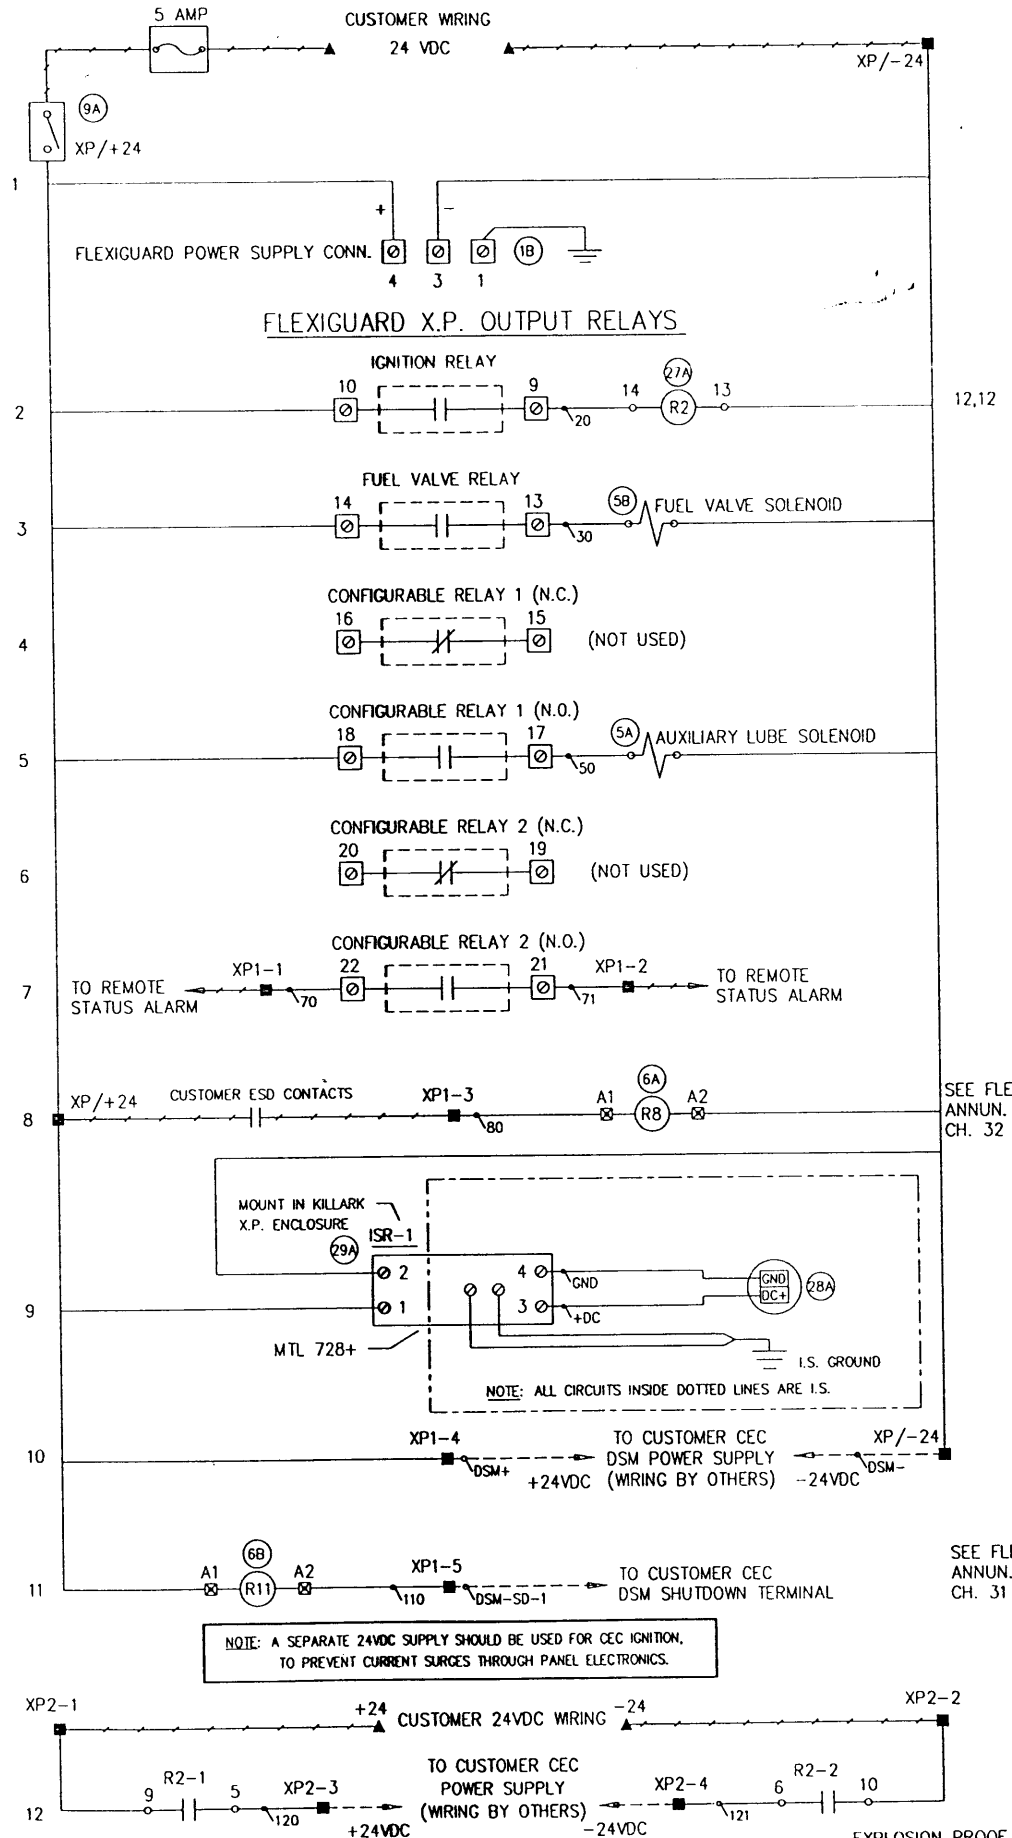 5 AMP
CUSTOMER WIRING
24 VDC
XP/-24
9A
XP/+24
1
+
-
FLEXIGUARD POWER SUPPLY CONN.
1B
4 3 1
FLEXIGUARD X.P. OUTPUT RELAYS
IGNITION RELAY
27A
10 9 14 13
2
R2
20
12,12
FUEL VALVE RELAY
14 13
5B
FUEL VALVE SOLENOID
3
30
CONFIGURABLE RELAY 1 (N.C.)
16 15
4
(NOT USED)
CONFIGURABLE RELAY 1 (N.O.)
18 17
5A
AUXILIARY LUBE SOLENOID
5
50
CONFIGURABLE RELAY 2 (N.C.)
20 19
6
(NOT USED)
CONFIGURABLE RELAY 2 (N.O.)
XP1-1 22 21 XP1-2
7
TO REMOTE
STATUS ALARM
70
71
TO REMOTE
STATUS ALARM
6A
XP/+24
CUSTOMER ESD CONTACTS
XP1-3
A1 A2
8
80
R8
SEE FLE
ANNUN.
CH. 32
MOUNT IN KILLARK
X.P. ENCLOSURE
ISR-1
29A
2
4
GND
GND
28A
9
1
3
+DC
DC+
MTL 728+
I.S. GROUND
NOTE: ALL CIRCUITS INSIDE DOTTED LINES ARE I.S.
10
XP1-4
DSM+
+24VDC
TO CUSTOMER CEC
DSM POWER SUPPLY
(WIRING BY OTHERS)
-24VDC
DSM-
XP/-24
6B
A1 A2
XP1-5
11
R11
110
DSM-SD-1
TO CUSTOMER CEC
DSM SHUTDOWN TERMINAL
SEE FLE
ANNUN.
CH. 31
NOTE: A SEPARATE 24VDC SUPPLY SHOULD BE USED FOR CEC IGNITION,
TO PREVENT CURRENT SURGES THROUGH PANEL ELECTRONICS.
XP2-1
+24
CUSTOMER 24VDC WIRING
-24
XP2-2
12
9
R2-1
5
120
XP2-3
+24VDC
TO CUSTOMER CEC
POWER SUPPLY
(WIRING BY OTHERS)
-24VDC
XP2-4
121
6
R2-2
10
EXPLOSION PROOF